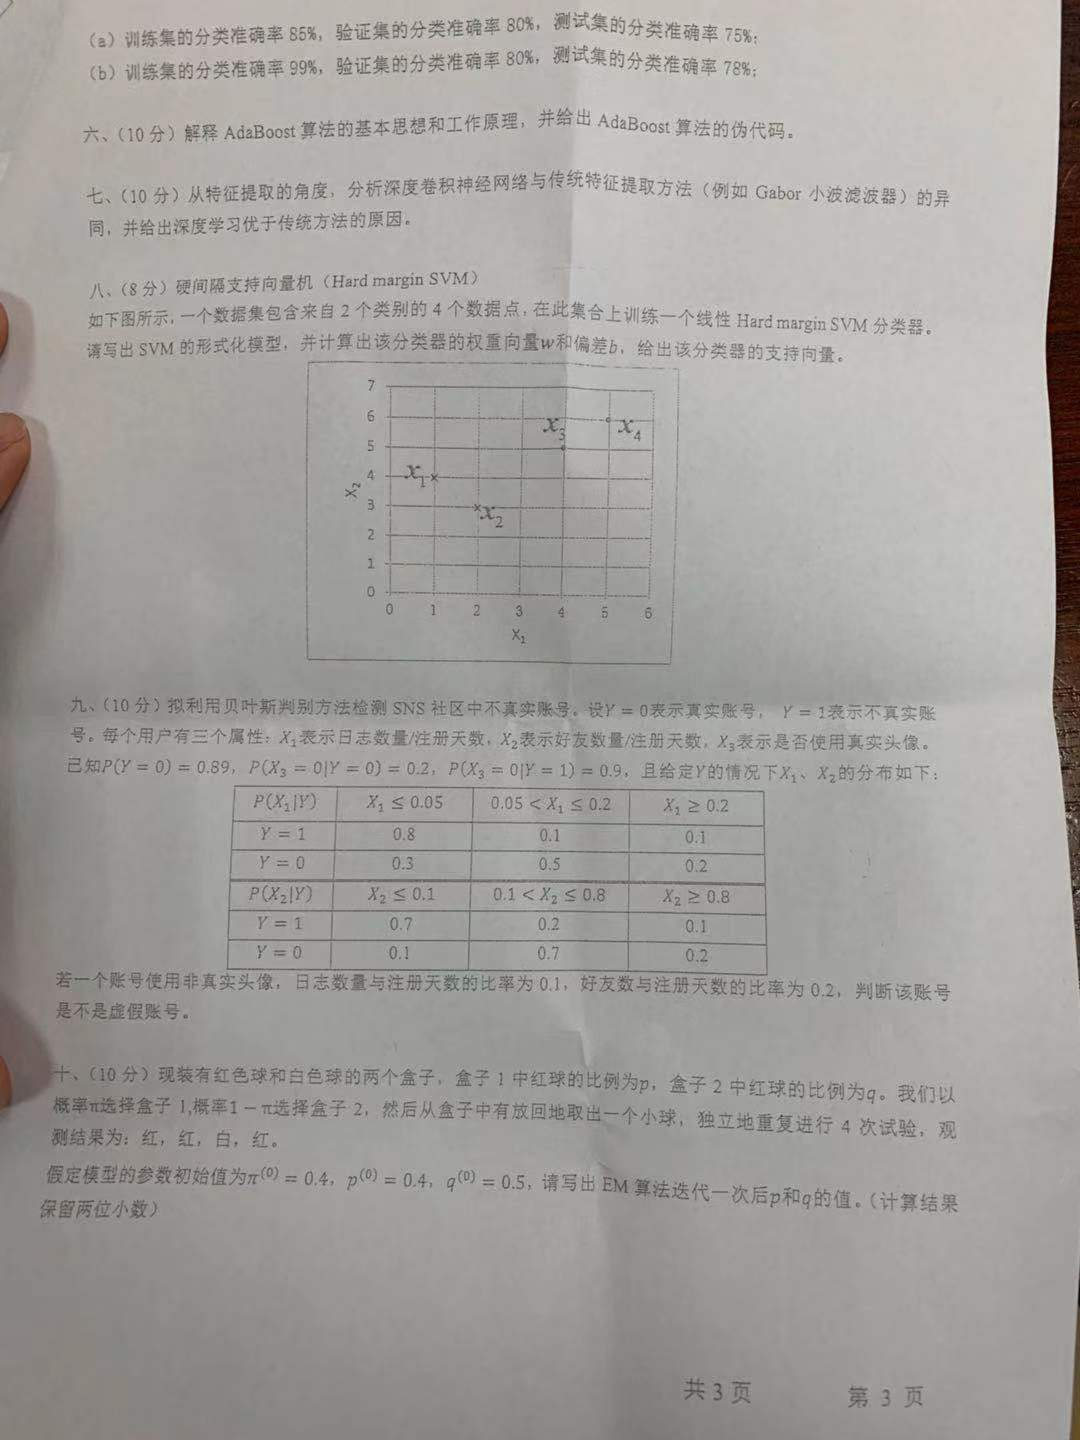 (a) 训练集的分类准确率 85%，验证集的分类准确率 80%，测试集的分类准确率 75%；
(b) 训练集的分类准确率 99%，验证集的分类准确率 80%，测试集的分类准确率 78%；
六、（10 分）解释 AdaBoost 算法的基本思想和工作原理，并给出 AdaBoost 算法的伪代码。
七、（10 分）从特征提取的角度，分析深度卷积神经网络与传统特征提取方法（例如 Gabor 小波滤波器）的异
同，并给出深度学习优于传统方法的原因。
八、（8 分）硬间隔支持向量机（Hard margin SVM）
如下图所示，一个数据集包含来自 2 个类别的 4 个数据点，在此集合上训练一个线性 Hard margin SVM 分类器。
请写出 SVM 的形式化模型，并计算出该分类器的权重向量w和偏差b，给出该分类器的支持向量。
7
6
5
4
3
2
1
0
X₂
x₁
x₂
x₃
x₄
0 1 2 3 4 5 6
X₁
九、（10 分）拟利用贝叶斯判别方法检测 SNS 社区中不真实账号。设Y = 0表示真实账号， Y = 1表示不真实账
号。每个用户有三个属性：X₁表示日志数量/注册天数，X₂表示好友数量/注册天数，X₃表示是否使用真实头像。
已知P(Y = 0) = 0.89，P(X₃ = 0|Y = 0) = 0.2，P(X₃ = 0|Y = 1) = 0.9，且给定Y的情况下X₁、X₂的分布如下：
P(X₁|Y) X₁ ≤ 0.05 0.05 < X₁ ≤ 0.2 X₁ ≥ 0.2
Y = 1 0.8 0.1 0.1
Y = 0 0.3 0.5 0.2
P(X₂|Y) X₂ ≤ 0.1 0.1 < X₂ ≤ 0.8 X₂ ≥ 0.8
Y = 1 0.7 0.2 0.1
Y = 0 0.1 0.7 0.2
若一个账号使用非真实头像，日志数量与注册天数的比率为 0.1，好友数与注册天数的比率为 0.2，判断该账号
是不是虚假账号。
十、（10 分）现装有红色球和白色球的两个盒子，盒子 1 中红球的比例为p，盒子 2 中红球的比例为q。我们以
概率π选择盒子 1,概率1 − π选择盒子 2，然后从盒子中有放回地取出一个小球，独立地重复进行 4 次试验，观
测结果为：红，红，白，红。
假定模型的参数初始值为π⁽⁰⁾ = 0.4，p⁽⁰⁾ = 0.4，q⁽⁰⁾ = 0.5，请写出 EM 算法迭代一次后p和q的值。（计算结果
保留两位小数）
共 3 页 第 3 页